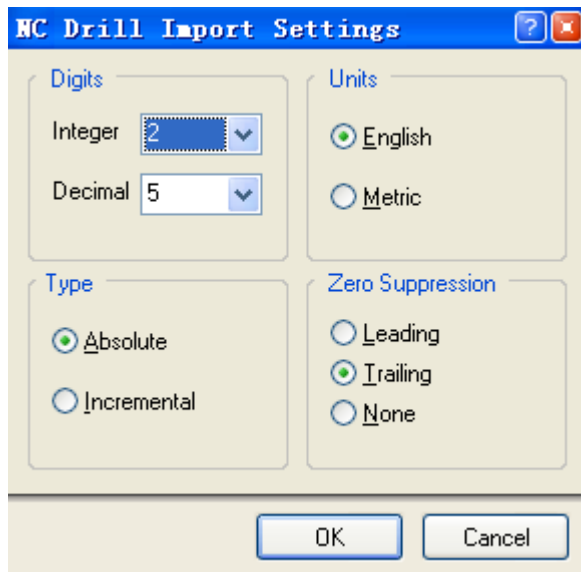 NC Drill Import Settings
Digits
Integer 2
Decimal 5
Units
English
Metric
Type
Absolute
Incremental
Zero Suppression
Leading
Trailing
None
OK
Cancel